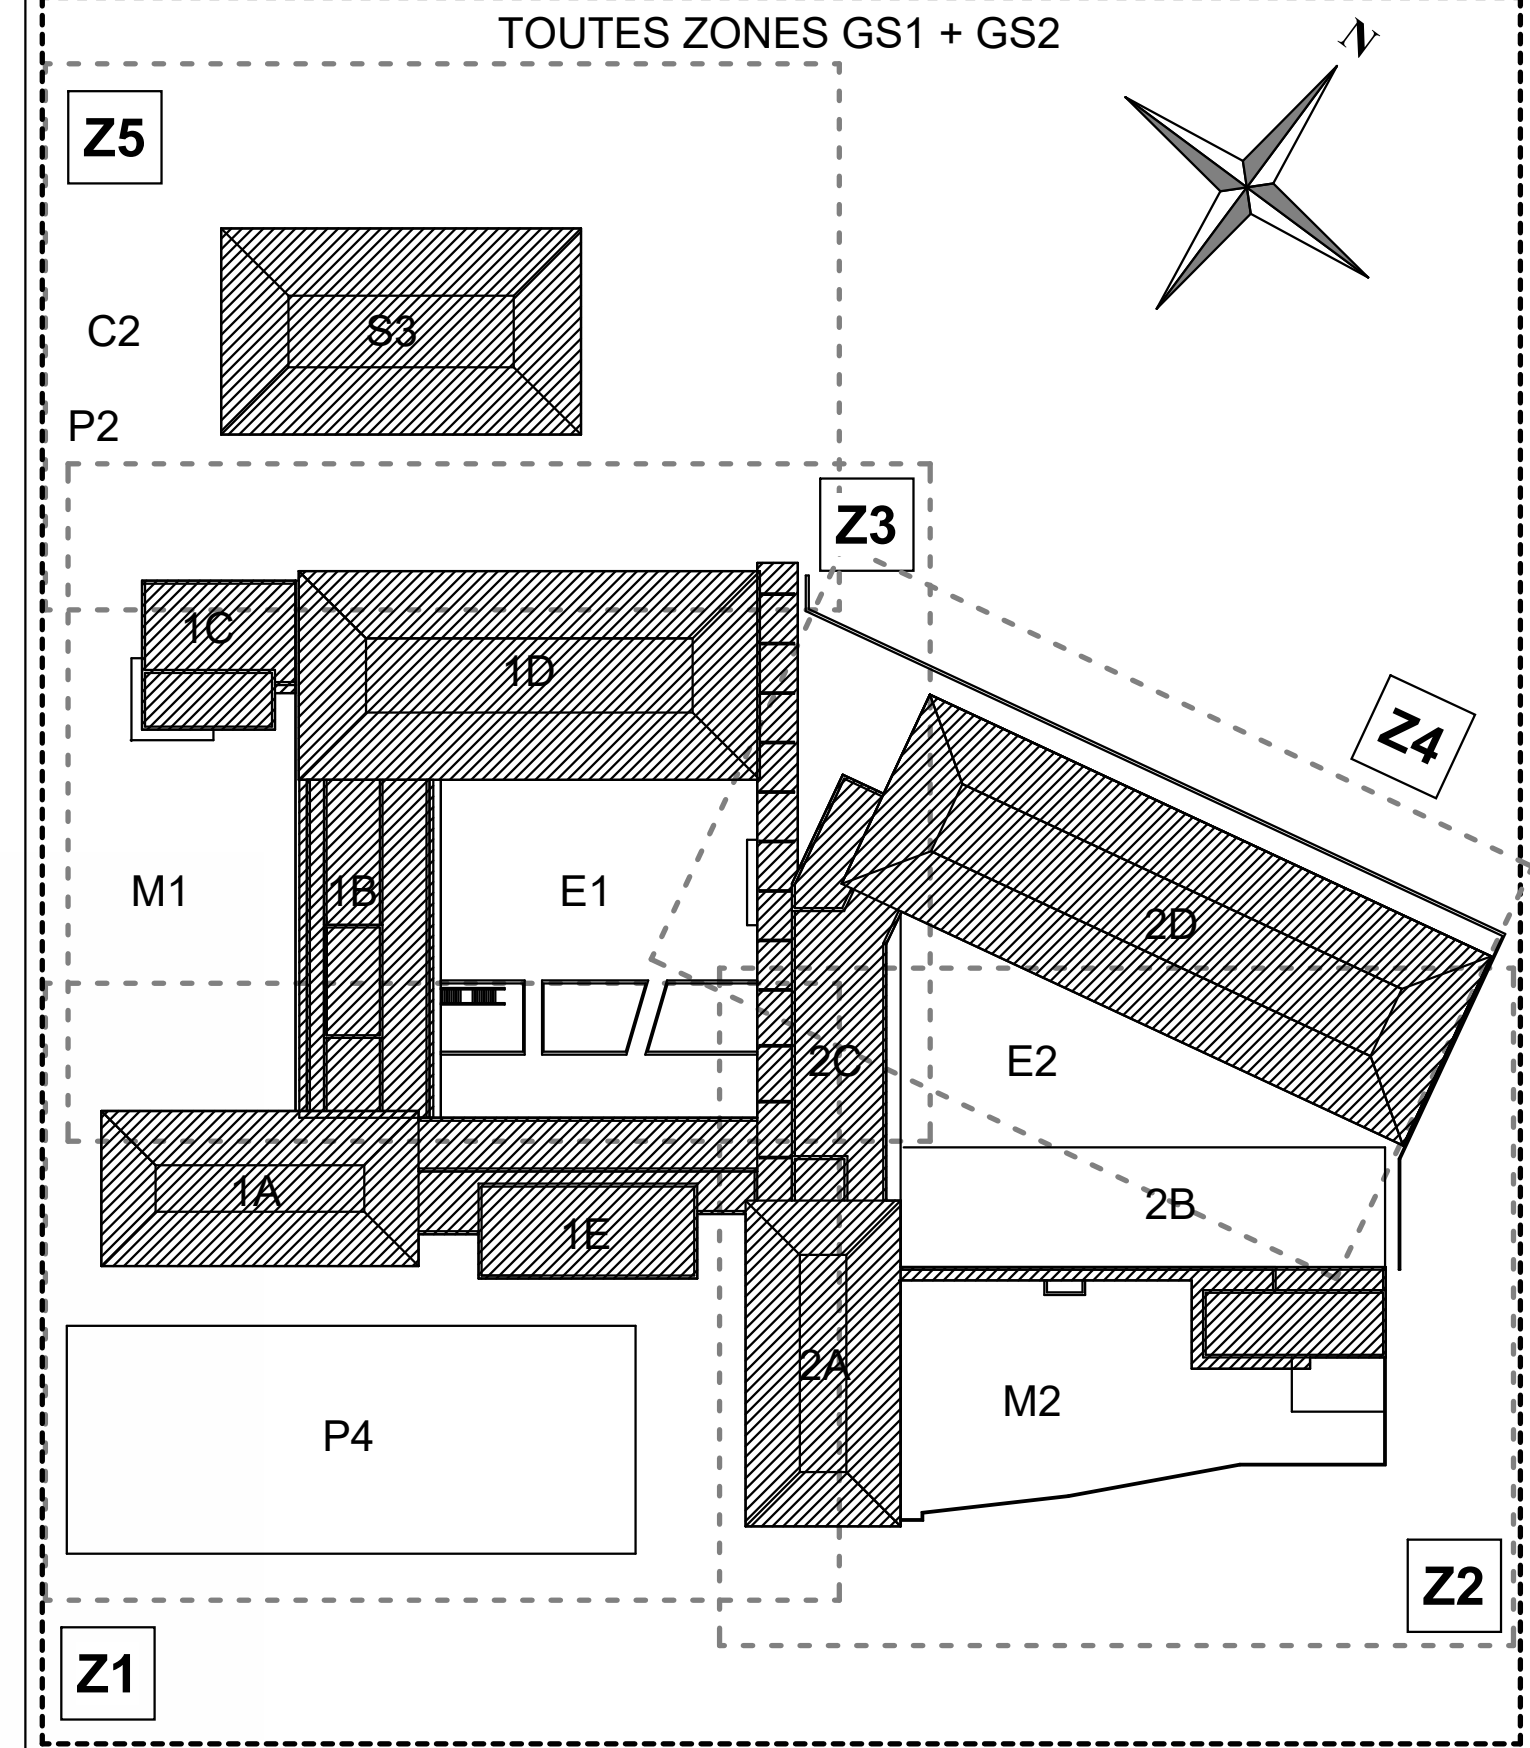 TOUTES ZONES GS1 + GS2
N
Z5
C2
S3
P2
Z3
1C
1D
Z4
M1
1B
E1
2D
2C
E2
1A
1E
2B
2A
M2
P4
Z2
Z1